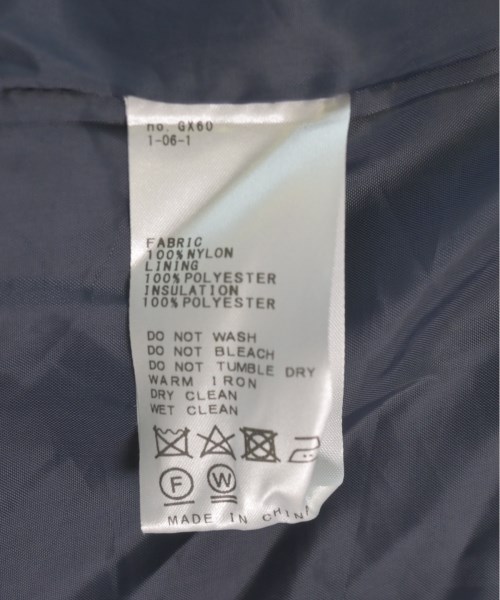 no. GX60
1-06-1
FABRIC
100% NYLON
LINING
100% POLYESTER
INSULATION
100% POLYESTER
DO NOT WASH
DO NOT BLEACH
DO NOT TUMBLE DRY
WARM IRON
DRY CLEAN
WET CLEAN
F W
MADE IN CHINA